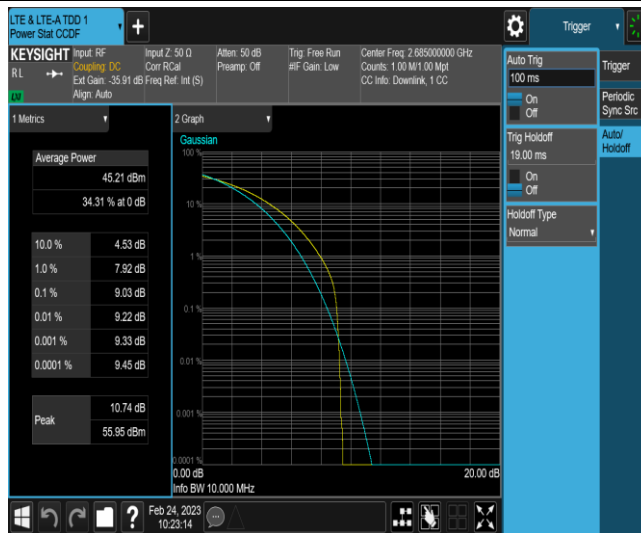 LTE & LTE-A TDD 1
Power Stat CCDF
Trigger
KEYSIGHT
RL
Input: RF
Coupling: DC
Ext Gain: -35.91 dB
Align: Auto
Input Z: 50 Ω
Corr RCal
Freq Ref: Int (S)
Atten: 50 dB
Preamp: Off
Trig: Free Run
#IF Gain: Low
Center Freq: 2.685000000 GHz
Counts: 1.00 M/1.00 Mpt
CC Info: Downlink, 1 CC
1 Metrics
Average Power
45.21 dBm
34.31 % at 0 dB
10.0 % 4.53 dB
1.0 % 7.92 dB
0.1 % 9.03 dB
0.01 % 9.22 dB
0.001 % 9.33 dB
0.0001 % 9.45 dB
Peak
10.74 dB
55.95 dBm
2 Graph
Gaussian
100 %
10 %
1 %
0.1 %
0.01 %
0.001 %
0.0001 %
0.00 dB
20.00 dB
Info BW 10.000 MHz
Auto Trig
100 ms
On
Off
Trig Holdoff
19.00 ms
On
Off
Holdoff Type
Normal
Trigger
Periodic
Sync Src
Auto/
Holdoff
Feb 24, 2023
10:23:14